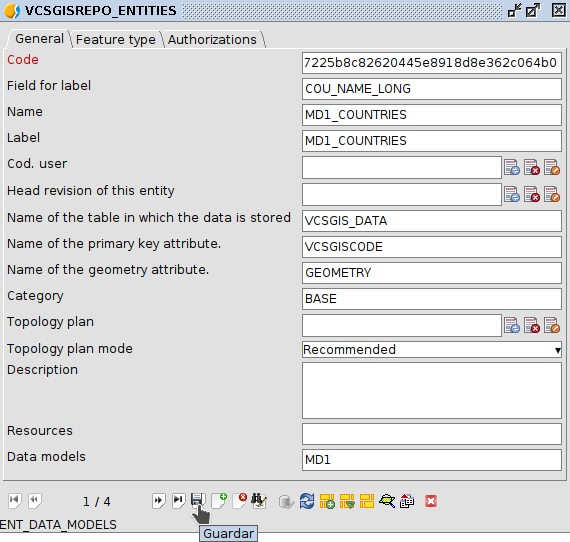 VCSGISREPO_ENTITIES
General
Feature type
Authorizations
Code
7225b8c82620445e8918d8e362c064b0
Field for label
COU_NAME_LONG
Name
MD1_COUNTRIES
Label
MD1_COUNTRIES
Cod. user
Head revision of this entity
Name of the table in which the data is stored
VCSGIS_DATA
Name of the primary key attribute.
VCSGISCODE
Name of the geometry attribute.
GEOMETRY
Category
BASE
Topology plan
Topology plan mode
Recommended
Description
Resources
Data models
MD1
1 / 4
ENT_DATA_MODELS
Guardar